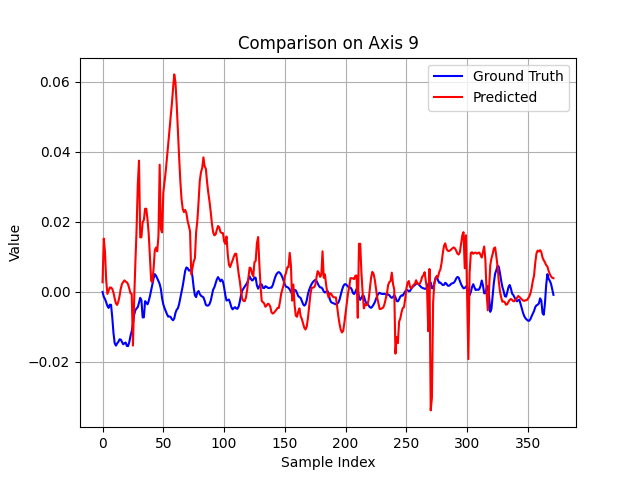 Comparison on Axis 9
Ground Truth
Predicted
0.06
0.04
0.02
0.00
−0.02
Value
0
50
100
150
200
250
300
350
Sample Index